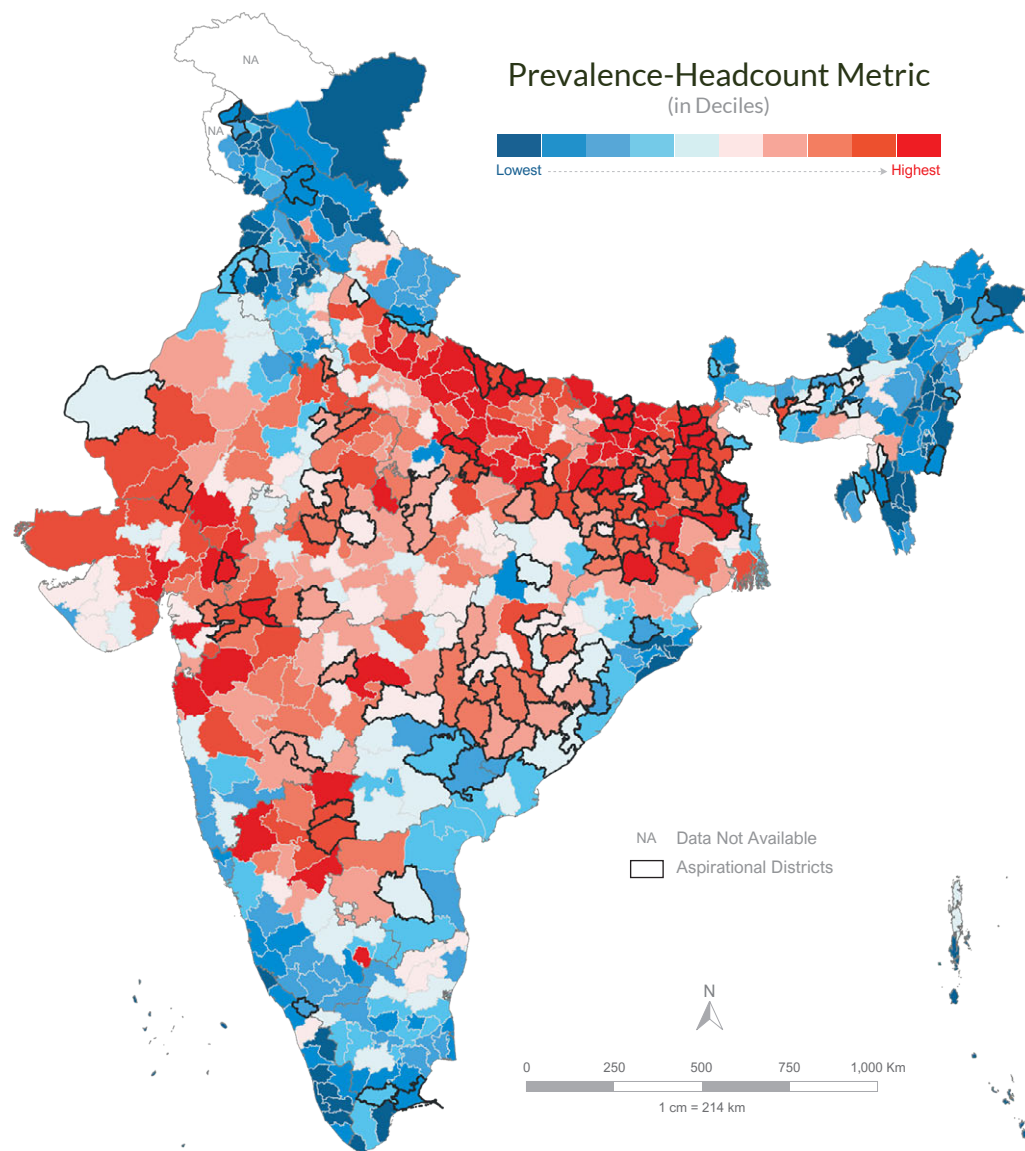 NA
Prevalence-Headcount Metric
(in Deciles)
NA
Lowest Highest
NA Data Not Available
Aspirational Districts
N
0 250 500 750 1,000 Km
1 cm = 214 km